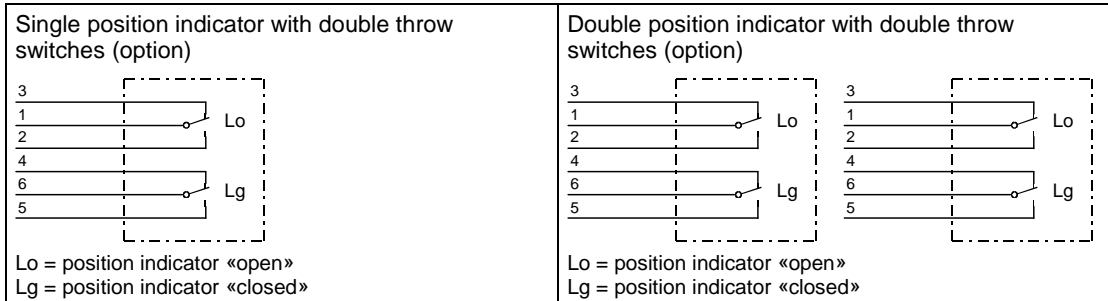 Single position indicator with double throw
switches (option)
3
1
2
4
6
5
Lo
Lg
Lo = position indicator «open»
Lg = position indicator «closed»
Double position indicator with double throw
switches (option)
3
1
2
4
6
5
Lo
Lg
3
1
2
4
6
5
Lo
Lg
Lo = position indicator «open»
Lg = position indicator «closed»